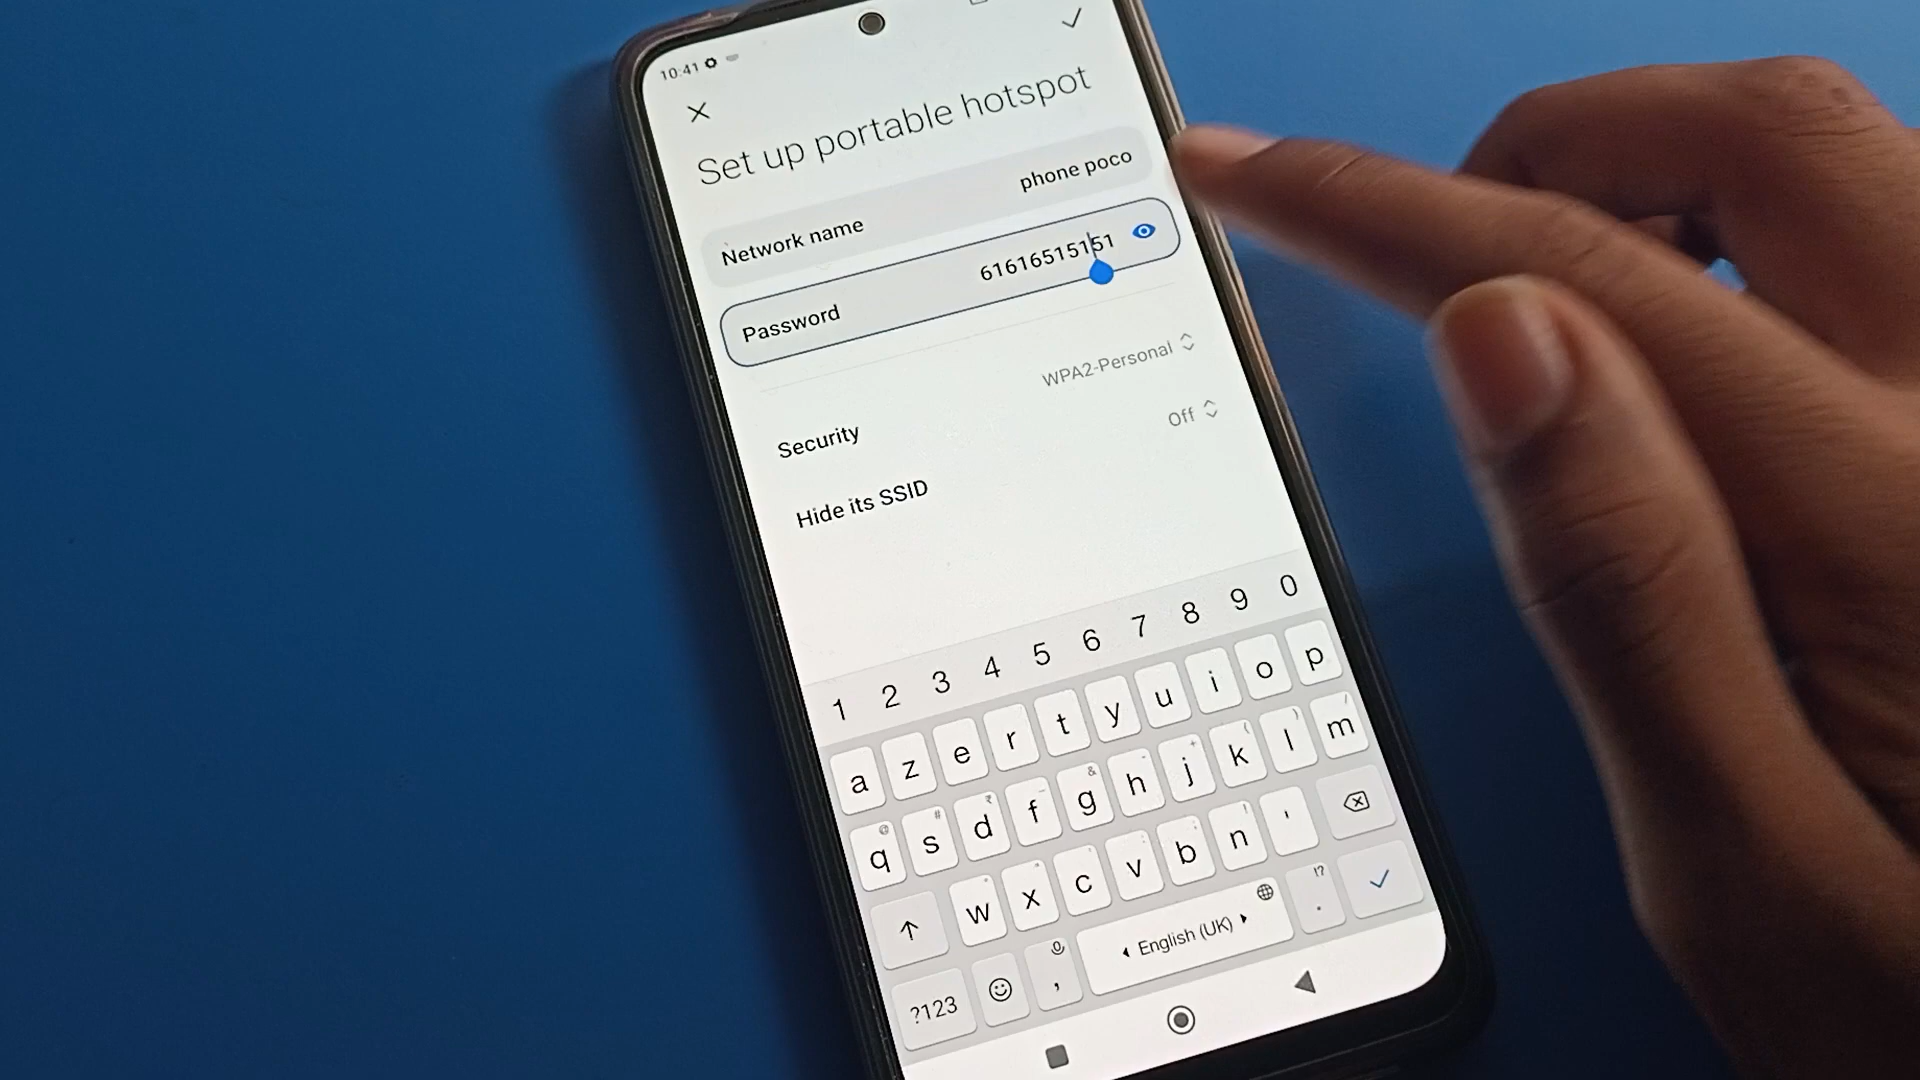 10:41
Set up portable hotspot
Network name phone poco
Password 61616515151
Security WPA2-Personal
Hide its SSID Off
1 2 3 4 5 6 7 8 9 0
a z e r t y u i o p
q s d f g h j k l m
w x c v b n '
?123 , English (UK) . !?